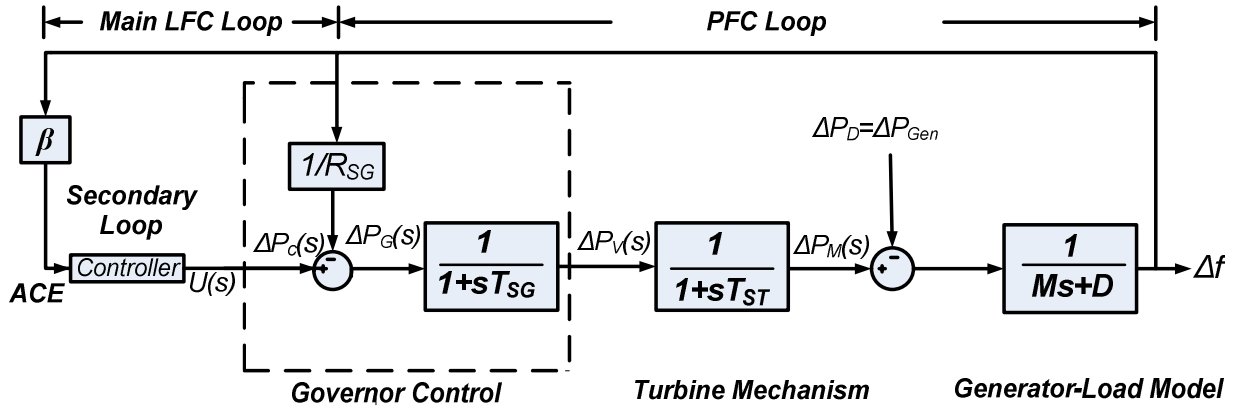 Main LFC Loop
PFC Loop
β
1/R_SG
ΔP_D=ΔP_Gen
Secondary
Loop
ACE
Controller
U(s)
ΔP_c(s)
+
-
ΔP_G(s)
1
1+sT_SG
ΔP_V(s)
1
1+sT_ST
ΔP_M(s)
+
-
1
Ms+D
Δf
Governor Control
Turbine Mechanism
Generator-Load Model